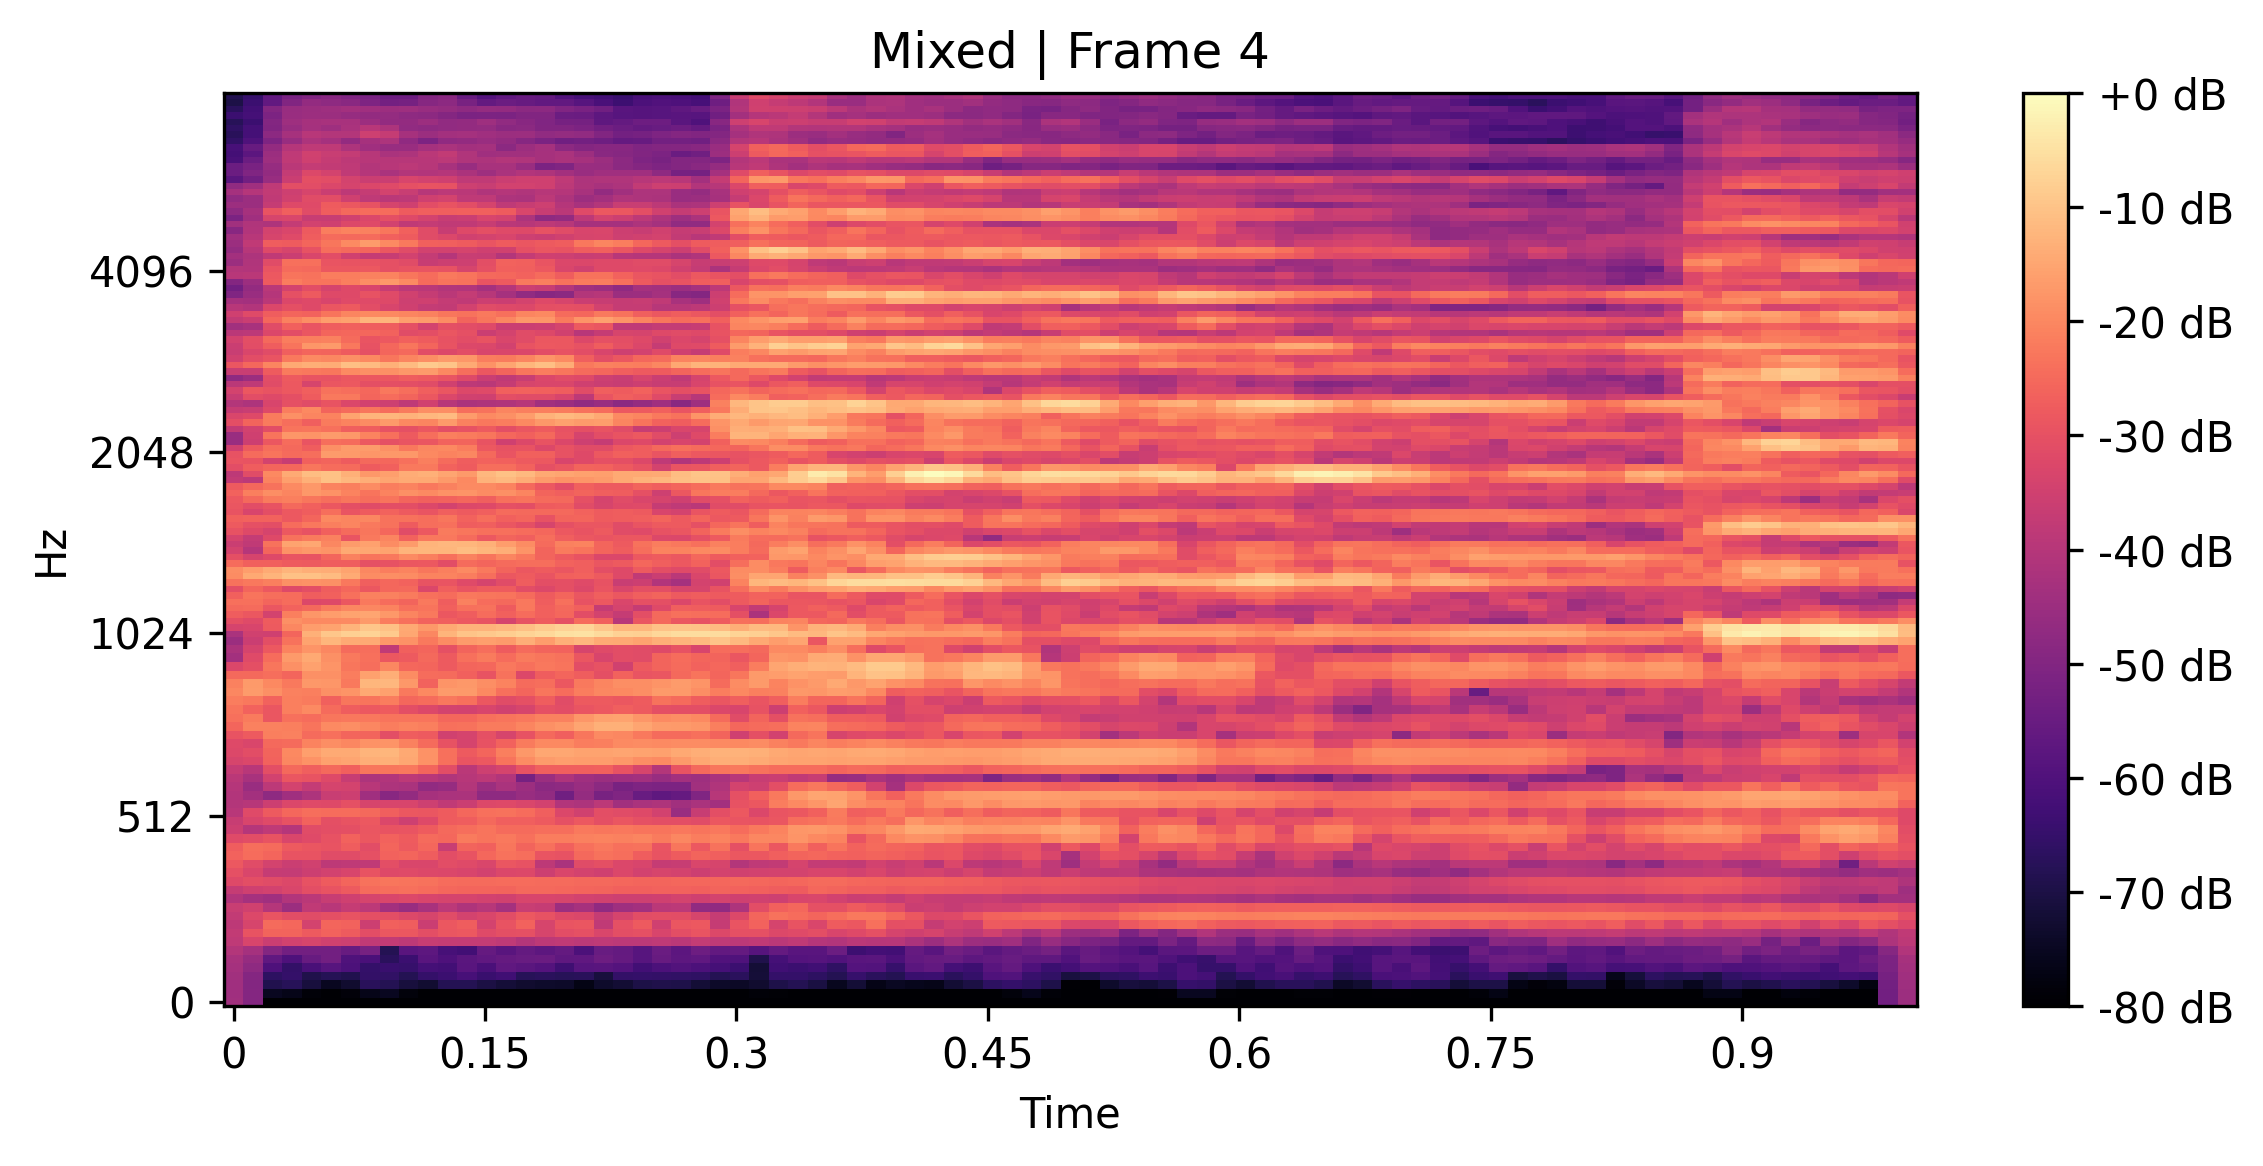 Mixed | Frame 4
Hz
4096
2048
1024
512
0
0 0.15 0.3 0.45 0.6 0.75 0.9
Time
+0 dB
-10 dB
-20 dB
-30 dB
-40 dB
-50 dB
-60 dB
-70 dB
-80 dB